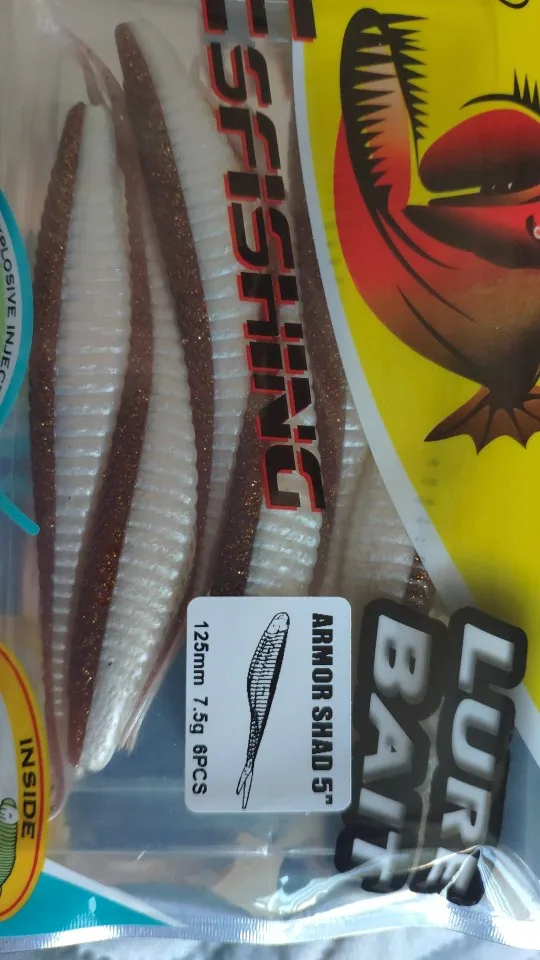 ESFISHING
LURE
BAIT
ARMOR SHAD 5"
125mm 7.5g 6PCS
INSIDE